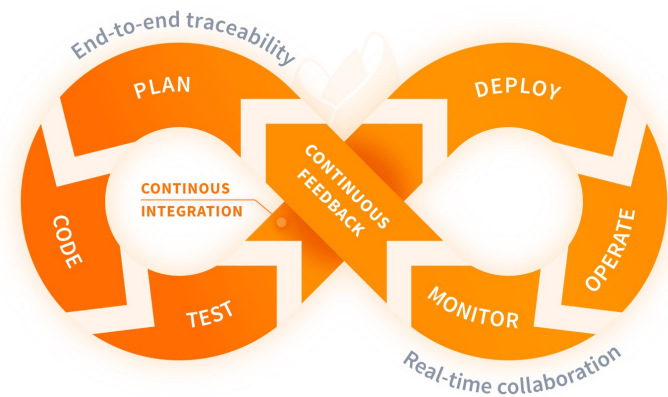 End-to-end traceability
PLAN
DEPLOY
CONTINUOUS
FEEDBACK
CONTINOUS
INTEGRATION
CODE
OPERATE
TEST
MONITOR
Real-time collaboration